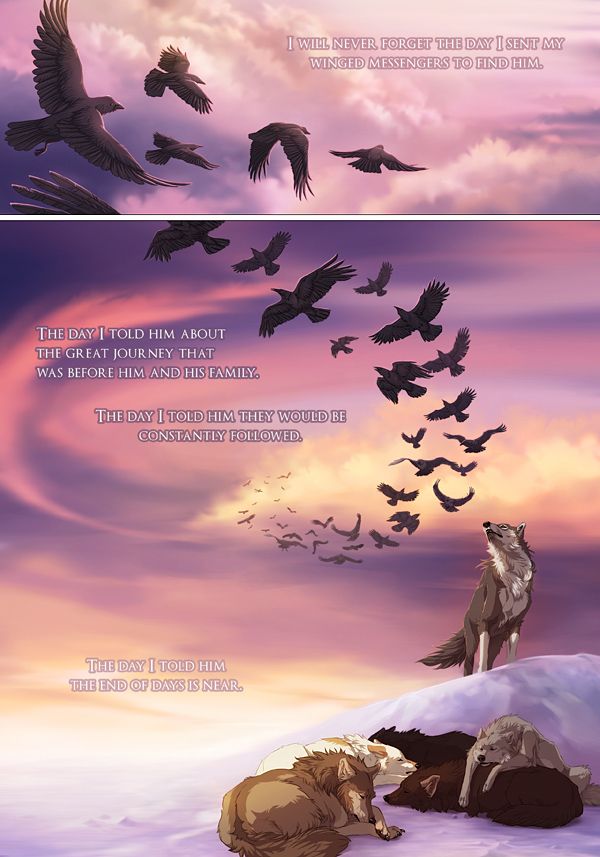 I will never forget the day I sent my
winged messengers to find him.
The day I told him about
the great journey that
was before him and his family.
The day I told him they would be
constantly followed.
The day I told him
the end of days is near.